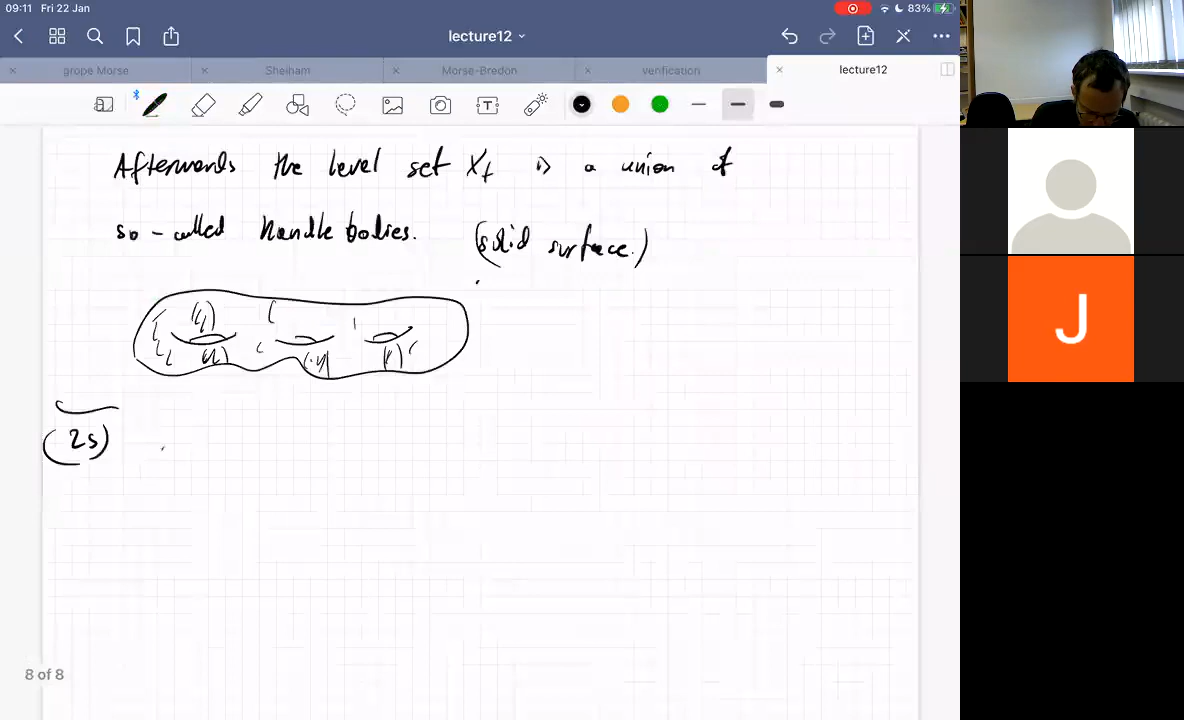 09:11 Fri 22 Jan
83%
lecture12
grope Morse
Sheiham
Morse-Bredon
verification
lecture12
Afterwards the level set X_t is a union of
so-called handle bodies. (solid surface.)
(2s)
8 of 8
J